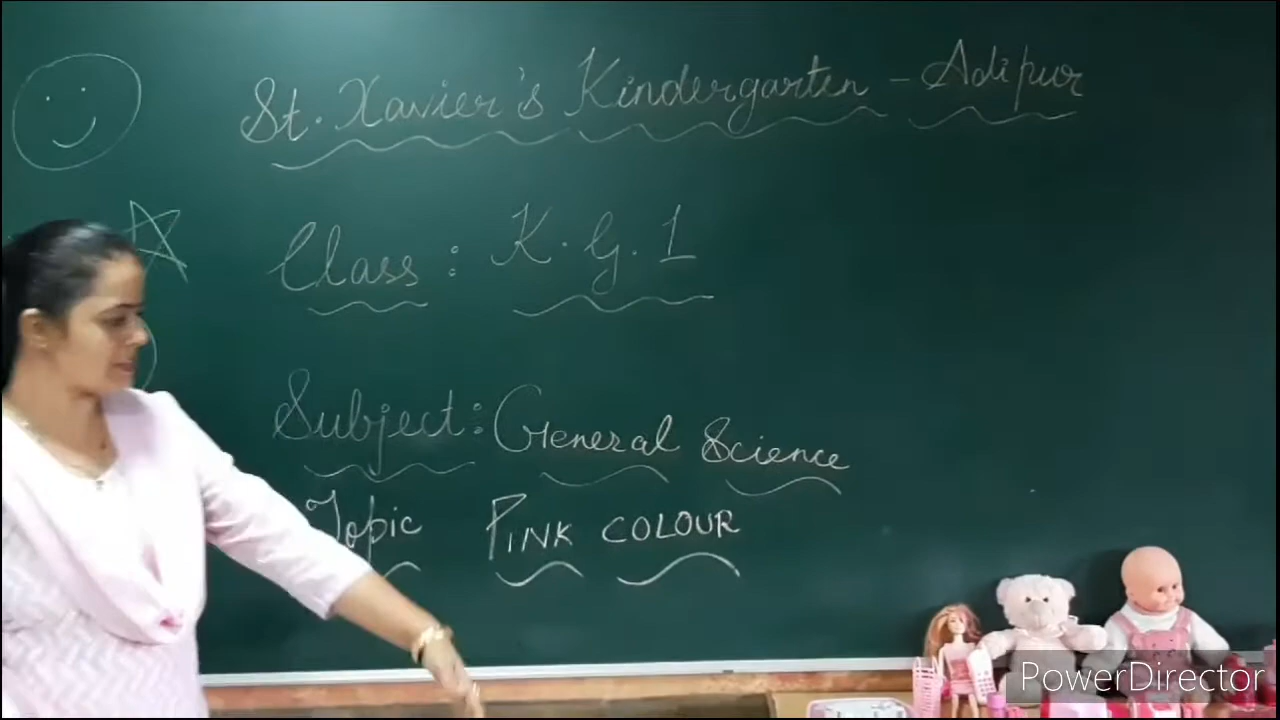 St. Xavier's Kindergarten - Adipur
Class : K.G.1
Subject: General Science
Topic PINK COLOUR
PowerDirector